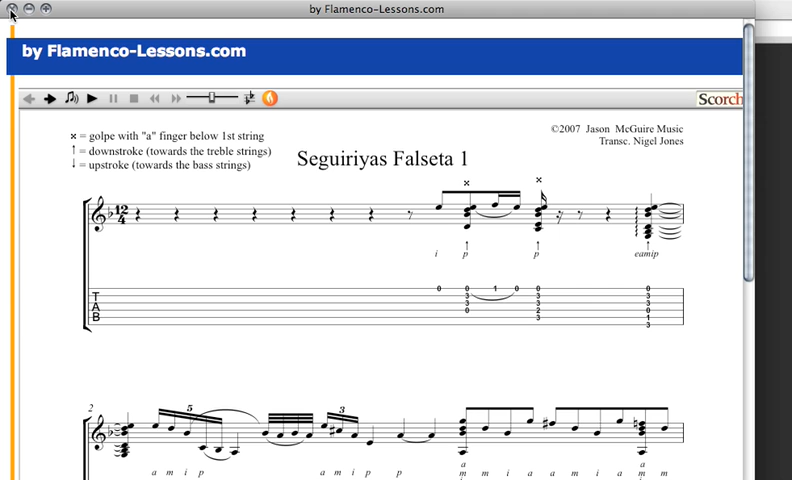 by Flamenco-Lessons.com
by Flamenco-Lessons.com
Scorch
x = golpe with "a" finger below 1st string
↑ = downstroke (towards the treble strings)
↓ = upstroke (towards the bass strings)
©2007 Jason McGuire Music
Transc. Nigel Jones
Seguiriyas Falseta 1
x x
12
4
i p p eamip
T
A
B
0 0 1 0 0 0
3 3 3
3 3 3
0 2 0
3 1
3
2
5 3
a m i p a m i p p a m m i a a m i a m a m